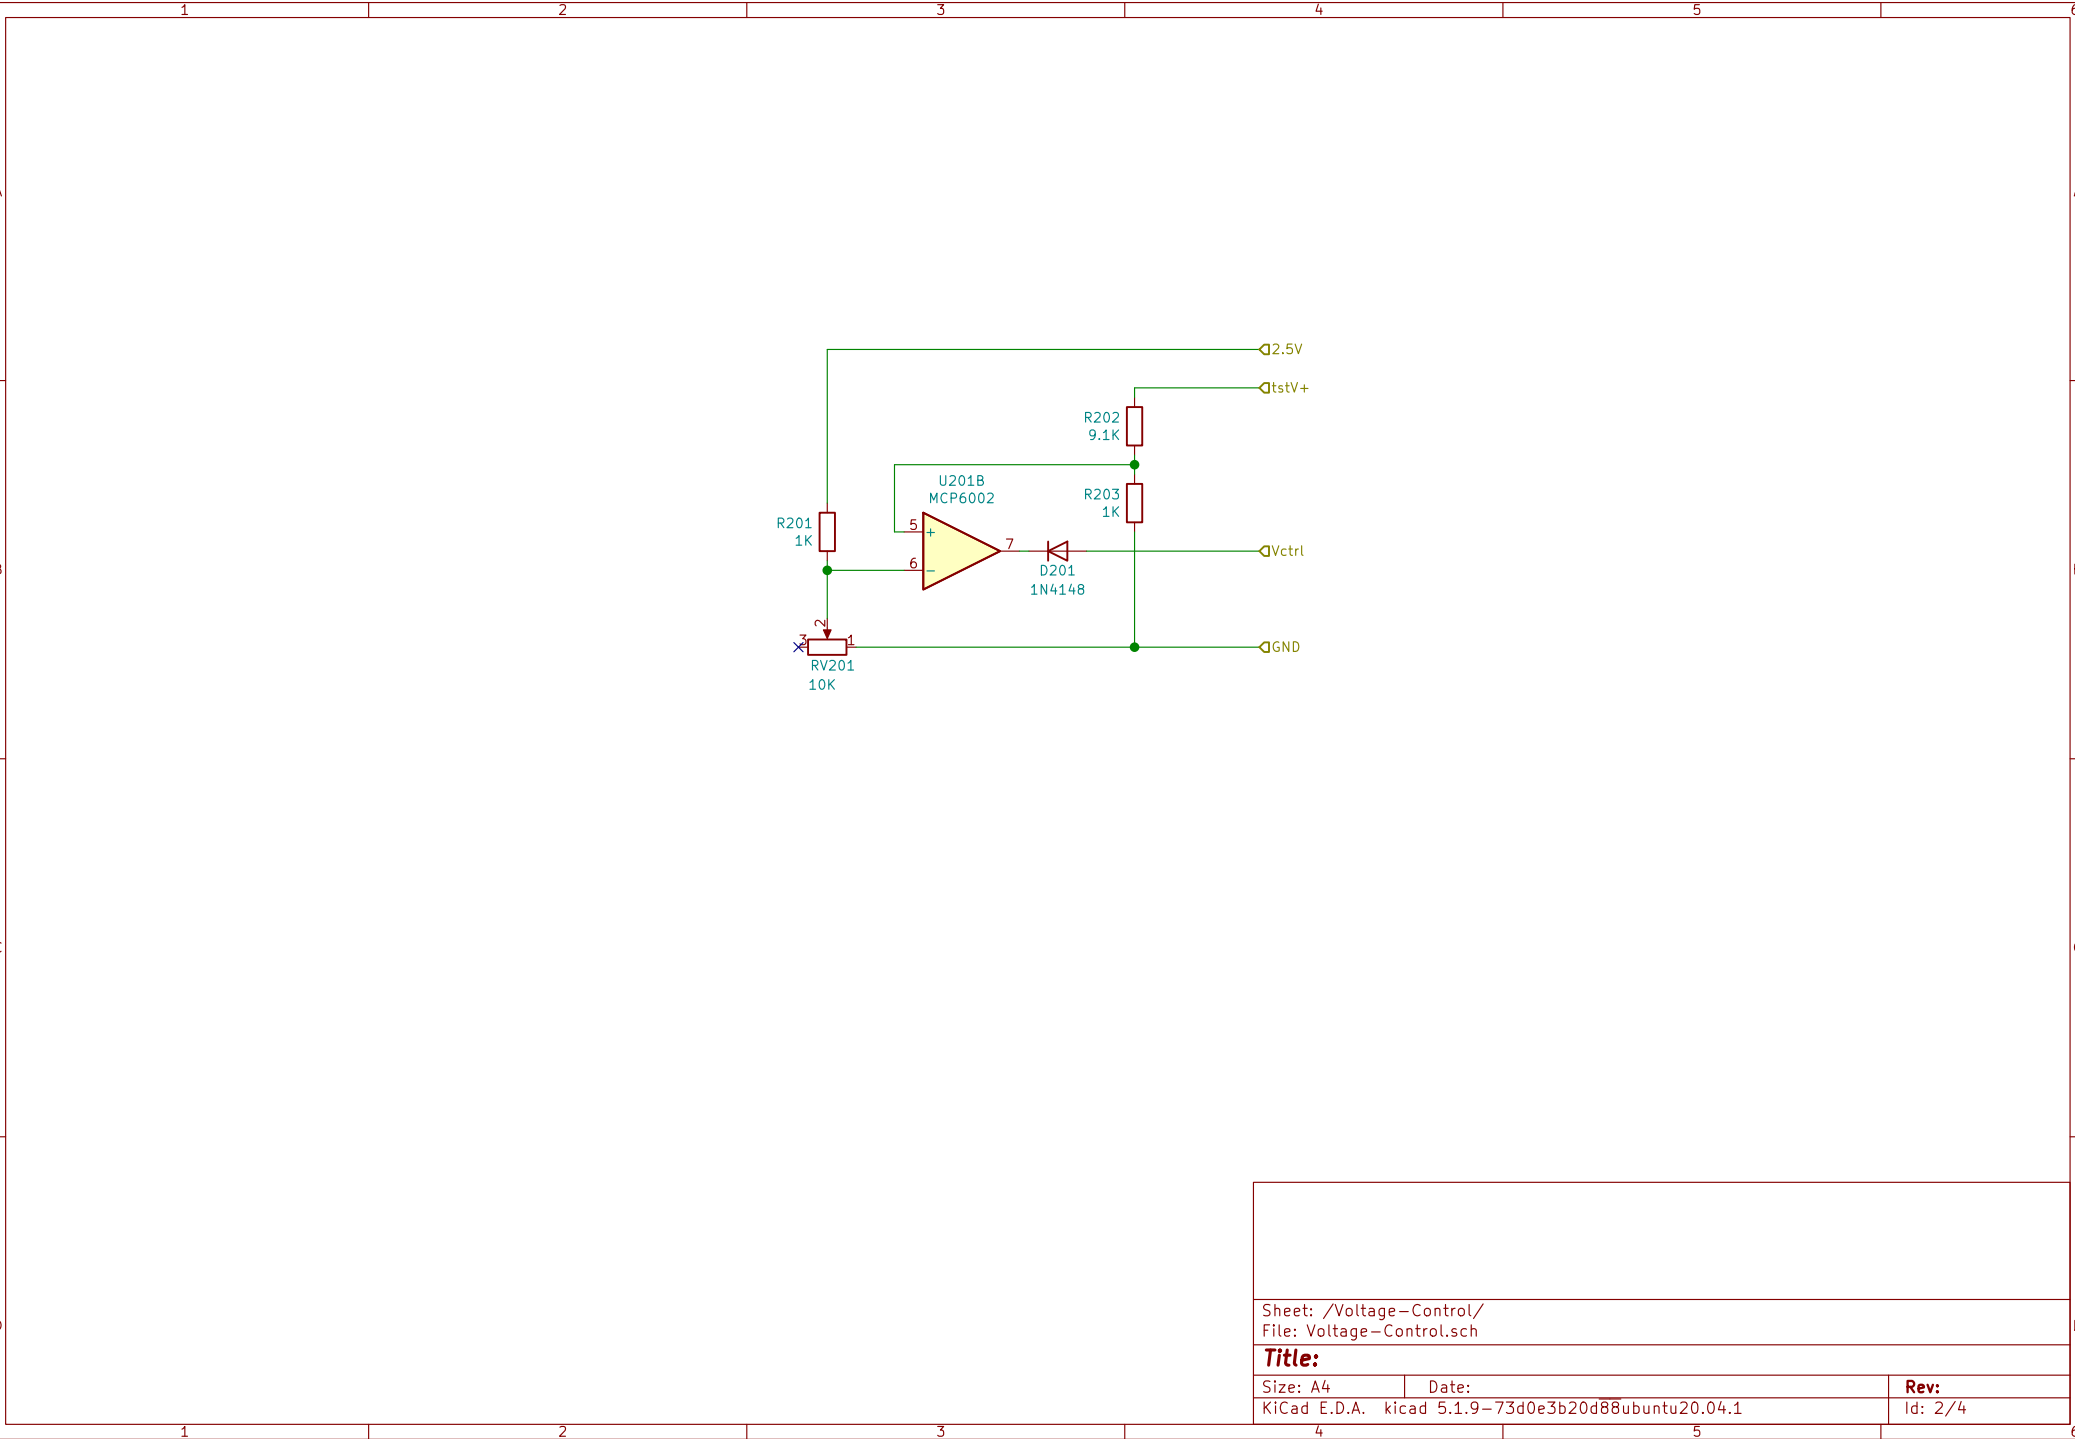 1 2 3 4 5 6
2.5V
tstV+
R202
9.1K
U201B
MCP6002
R203
1K
R201
1K
5
+
7
Vctrl
6
−
D201
1N4148
2
3
1
GND
RV201
10K
Sheet: /Voltage-Control/
File: Voltage-Control.sch
Title:
Size: A4
Date:
Rev:
KiCad E.D.A. kicad 5.1.9-73d0e3b20d88ubuntu20.04.1
Id: 2/4
1 2 3 4 5 6